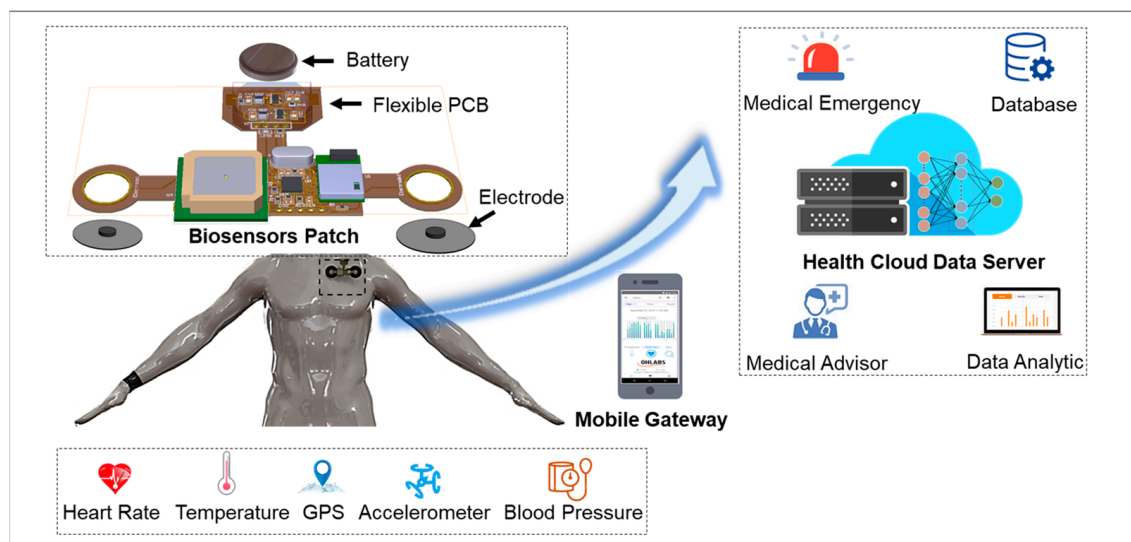 Battery
Flexible PCB
Electrode
Biosensors Patch
Medical Emergency
Database
Health Cloud Data Server
Medical Advisor
Data Analytic
OHLABS
Mobile Gateway
Heart Rate
Temperature
GPS
Accelerometer
Blood Pressure